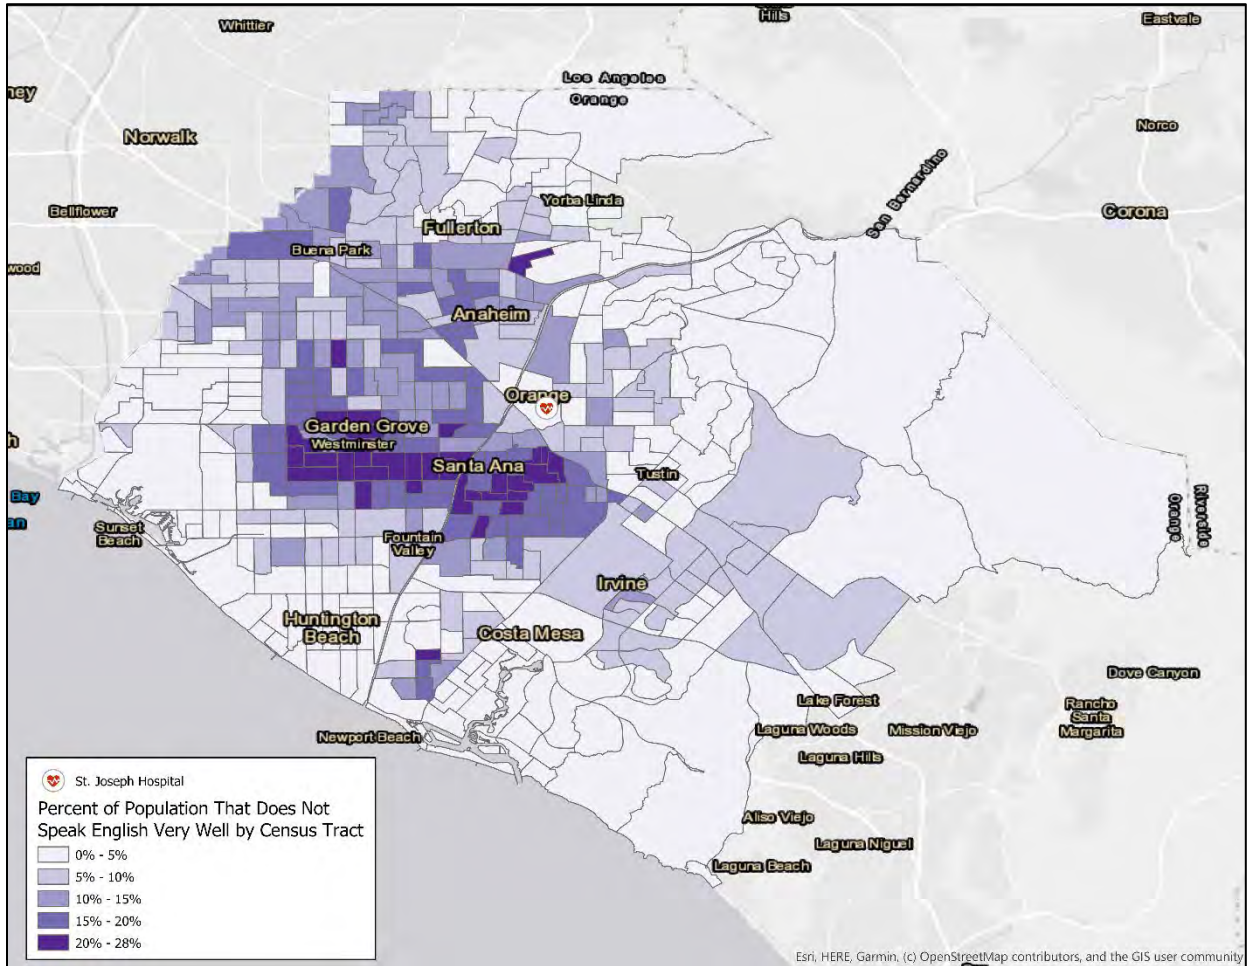 Hills
Eastvale
Whittier
Los Angeles
Orange
ney
Norco
Norwalk
San Bernardino
Yorba Linda
Bellflower
Corona
Fullerton
Buena Park
wood
Anaheim
Orange
Garden Grove
Westminster
h
Santa Ana
Tustin
Bay
an
Riverside
Orange
Sunset
Beach
Fountain
Valley
Irvine
Huntington
Beach
Costa Mesa
Dove Canyon
Lake Forest
Rancho
Santa
Margarita
Laguna Woods
Mission Viejo
Newport Beach
Laguna Hills
St. Joseph Hospital
Percent of Population That Does Not
Speak English Very Well by Census Tract
0% - 5%
5% - 10%
10% - 15%
15% - 20%
20% - 28%
Aliso Viejo
Laguna Niguel
Laguna Beach
Esri, HERE, Garmin, (c) OpenStreetMap contributors, and the GIS user community